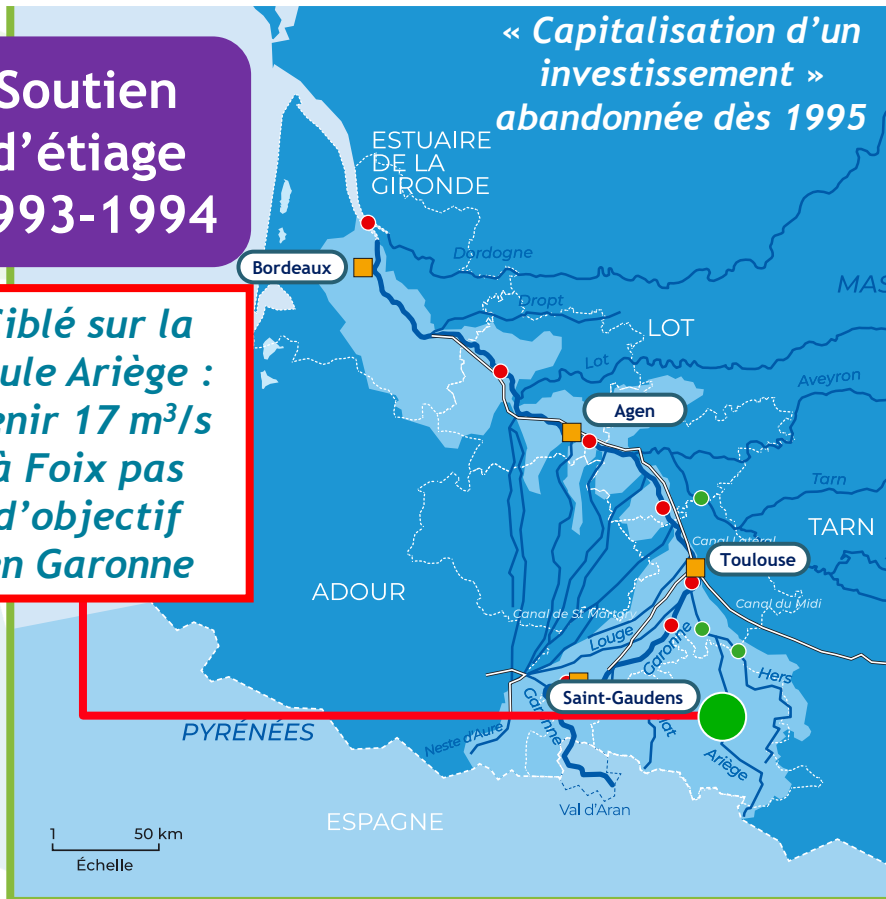 « Capitalisation d’un
investissement »
abandonnée dès 1995
Soutien
d’étiage
993-1994
iblé sur la
ule Ariège :
enir 17 m³/s
à Foix pas
d’objectif
en Garonne
ESTUAIRE
DE LA
GIRONDE
Bordeaux
Dordogne
MAS
Dropt
LOT
Lot
Aveyron
Agen
Tarn
TARN
Canal Latéral
Toulouse
ADOUR
Canal de St Martory
Canal du Midi
Louge
Garonne
Hers
Saint-Gaudens
Garonne
lat
Ariège
PYRÉNÉES
Neste d'Aure
Val d'Aran
ESPAGNE
1 50 km
Échelle